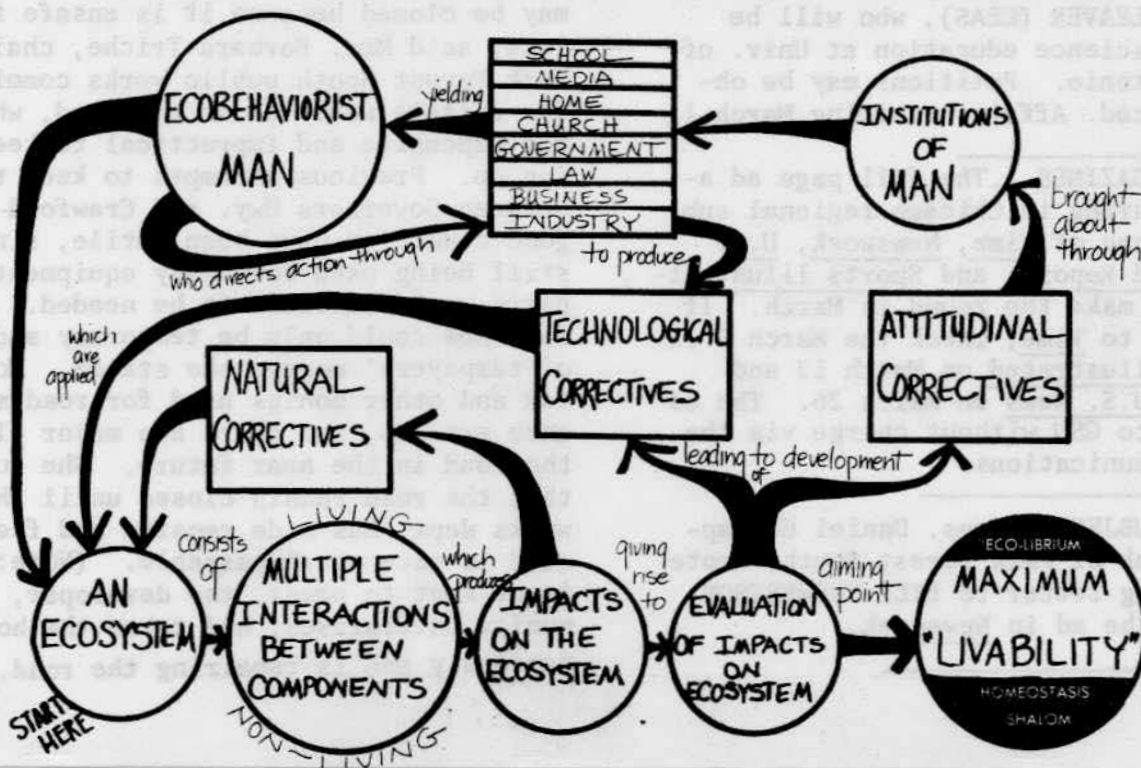 ECOBEHAVIORIST
MAN
yielding
SCHOOL
MEDIA
HOME
CHURCH
GOVERNMENT
LAW
BUSINESS
INDUSTRY
INSTITUTIONS
OF
MAN
who directs action through
to produce
brought
about
through
which
are
applied
NATURAL
CORRECTIVES
TECHNOLOGICAL
CORRECTIVES
ATTITUDINAL
CORRECTIVES
leading to development
of
START
HERE
AN
ECOSYSTEM
consists
of
LIVING
MULTIPLE
INTERACTIONS
BETWEEN
COMPONENTS
NON-LIVING
which
produce
IMPACTS
ON THE
ECOSYSTEM
giving
rise
to
EVALUATION
OF IMPACTS
ON
ECOSYSTEM
aiming
point
ECO-LIBRIUM
MAXIMUM
"LIVABILITY"
HOMEOSTASIS
SHALOM